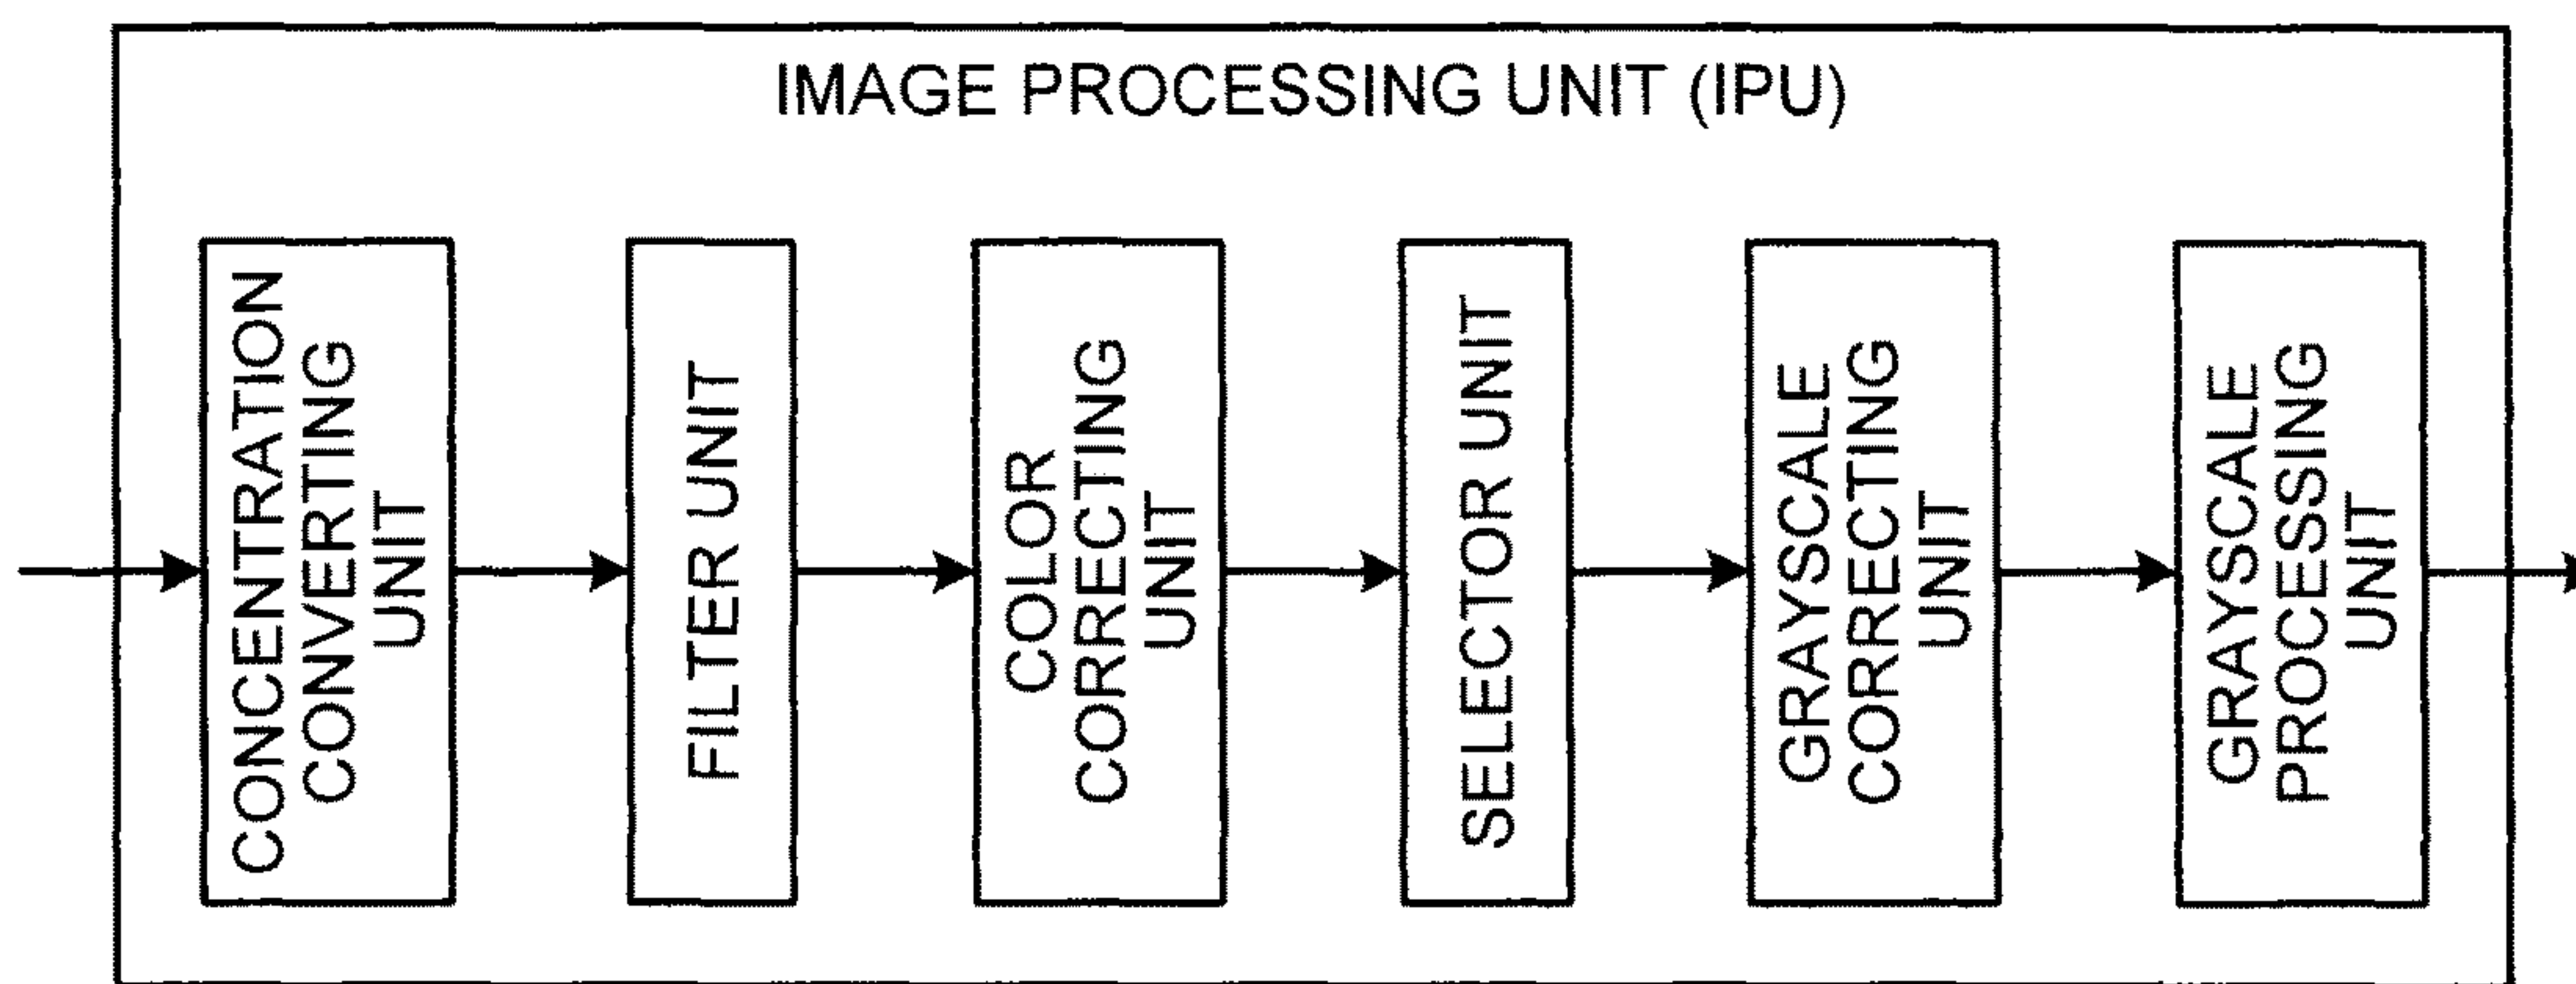 IMAGE PROCESSING UNIT (IPU)
CONCENTRATION
CONVERTING
UNIT
FILTER UNIT
COLOR
CORRECTING
UNIT
SELECTOR UNIT
GRAYSCALE
CORRECTING
UNIT
GRAYSCALE
PROCESSING
UNIT